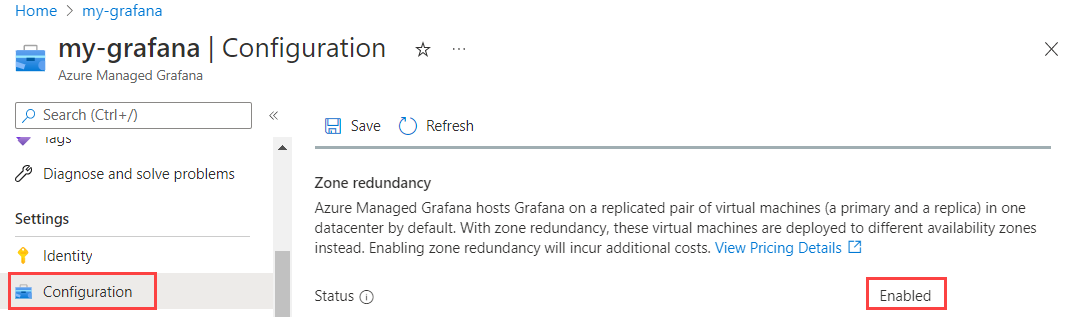 Home > my-grafana
my-grafana | Configuration
Azure Managed Grafana
Search (Ctrl+/)
Save Refresh
Tags
Diagnose and solve problems
Settings
Identity
Configuration
Zone redundancy
Azure Managed Grafana hosts Grafana on a replicated pair of virtual machines (a primary and a replica) in one
datacenter by default. With zone redundancy, these virtual machines are deployed to different availability zones
instead. Enabling zone redundancy will incur additional costs. View Pricing Details
Status Enabled